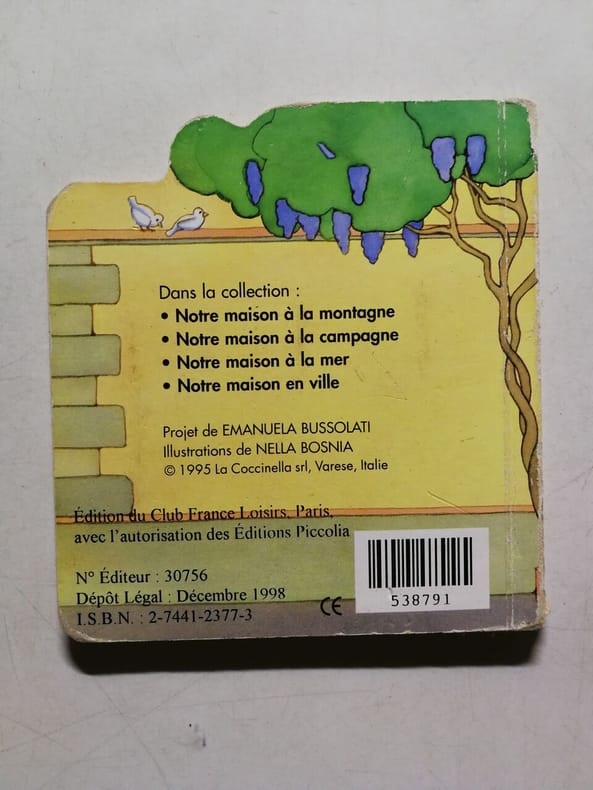 Dans la collection :
• Notre maison à la montagne
• Notre maison à la campagne
• Notre maison à la mer
• Notre maison en ville
Projet de EMANUELA BUSSOLATI
Illustrations de NELLA BOSNIA
© 1995 La Coccinella srl, Varese, Italie
Édition du Club France Loisirs, Paris,
avec l'autorisation des Éditions Piccolia
N° Éditeur : 30756
Dépôt Légal : Décembre 1998
I.S.B.N. : 2-7441-2377-3
CE
538791